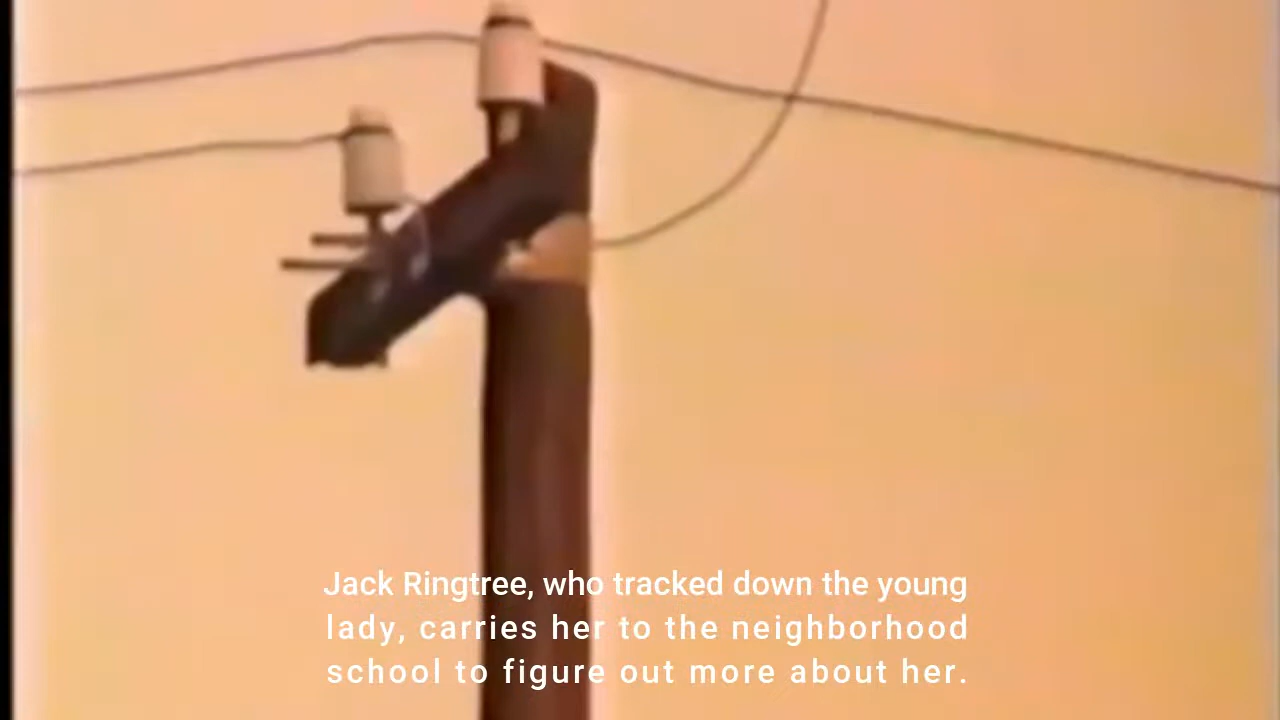 Jack Ringtree, who tracked down the young
lady, carries her to the neighborhood
school to figure out more about her.